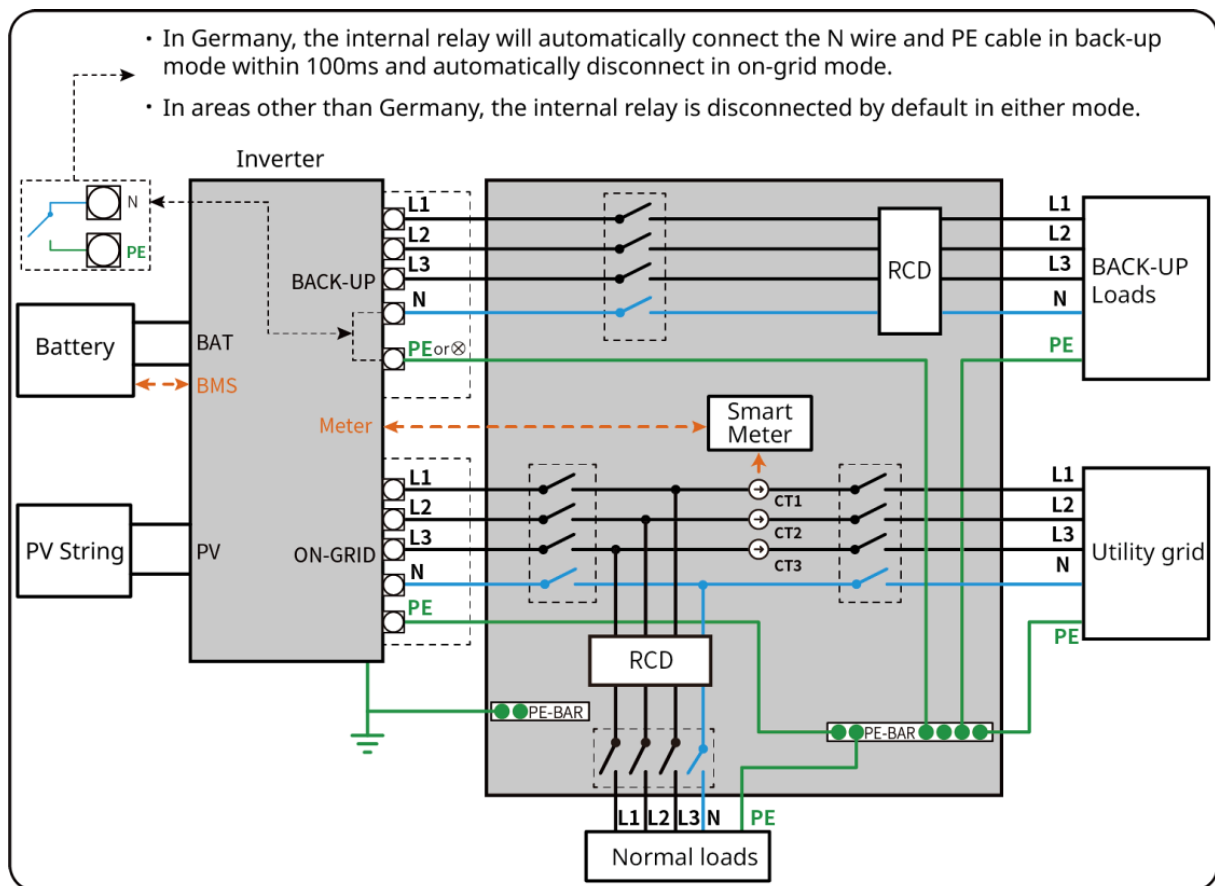 · In Germany, the internal relay will automatically connect the N wire and PE cable in back-up
mode within 100ms and automatically disconnect in on-grid mode.
· In areas other than Germany, the internal relay is disconnected by default in either mode.
Inverter
N
PE
L1
L2
L3
N
PE or ⊗
BACK-UP
RCD
L1
L2
L3
N
PE
BACK-UP
Loads
Battery
BAT
BMS
Meter
Smart
Meter
PV String
PV
ON-GRID
L1
L2
L3
N
PE
CT1
CT2
CT3
L1
L2
L3
N
PE
Utility grid
RCD
PE-BAR
PE-BAR
L1 L2 L3 N PE
Normal loads